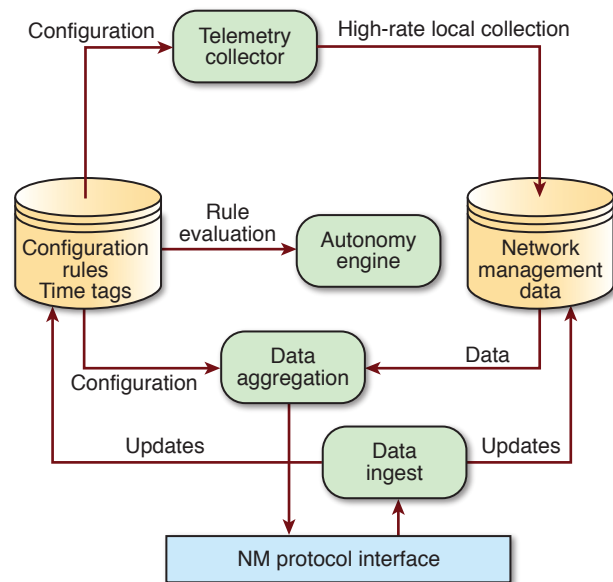 Configuration
Telemetry
collector
High-rate local collection
Configuration
rules
Time tags
Rule
evaluation
Autonomy
engine
Network
management
data
Configuration
Data
aggregation
Data
Updates
Data
ingest
Updates
NM protocol interface